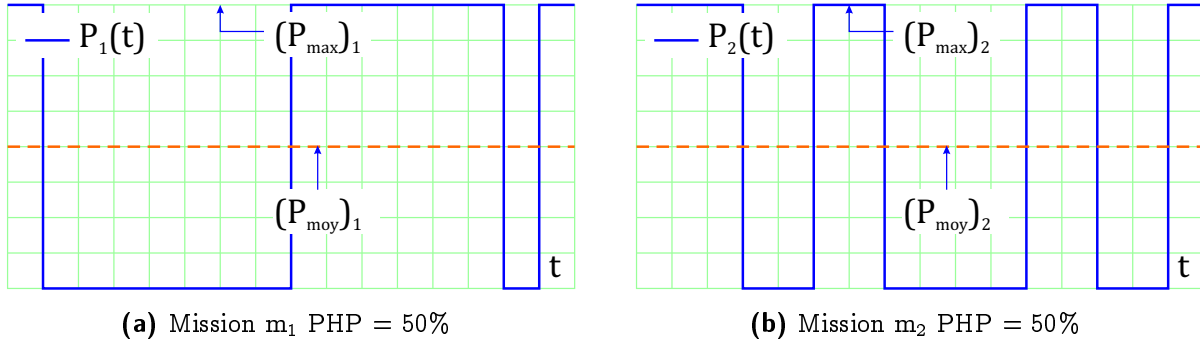 P₁(t)
(Pmax)₁
(Pmoy)₁
t
(a) Mission m₁ PHP = 50%
P₂(t)
(Pmax)₂
(Pmoy)₂
t
(b) Mission m₂ PHP = 50%